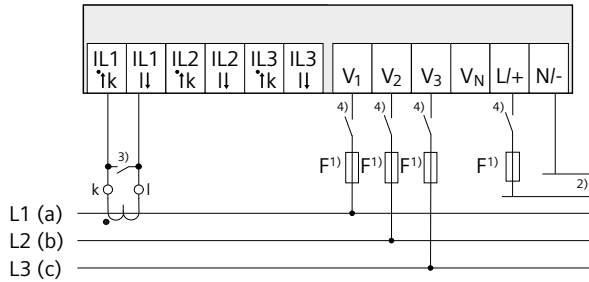 IL1 IL1 IL2 IL2 IL3 IL3 V1 V2 V3 VN L/+ N/-
k l k l k l
4) 4) 4) 4)
3) F1) F1) F1) F1)
k l 2)
L1 (a)
L2 (b)
L3 (c)